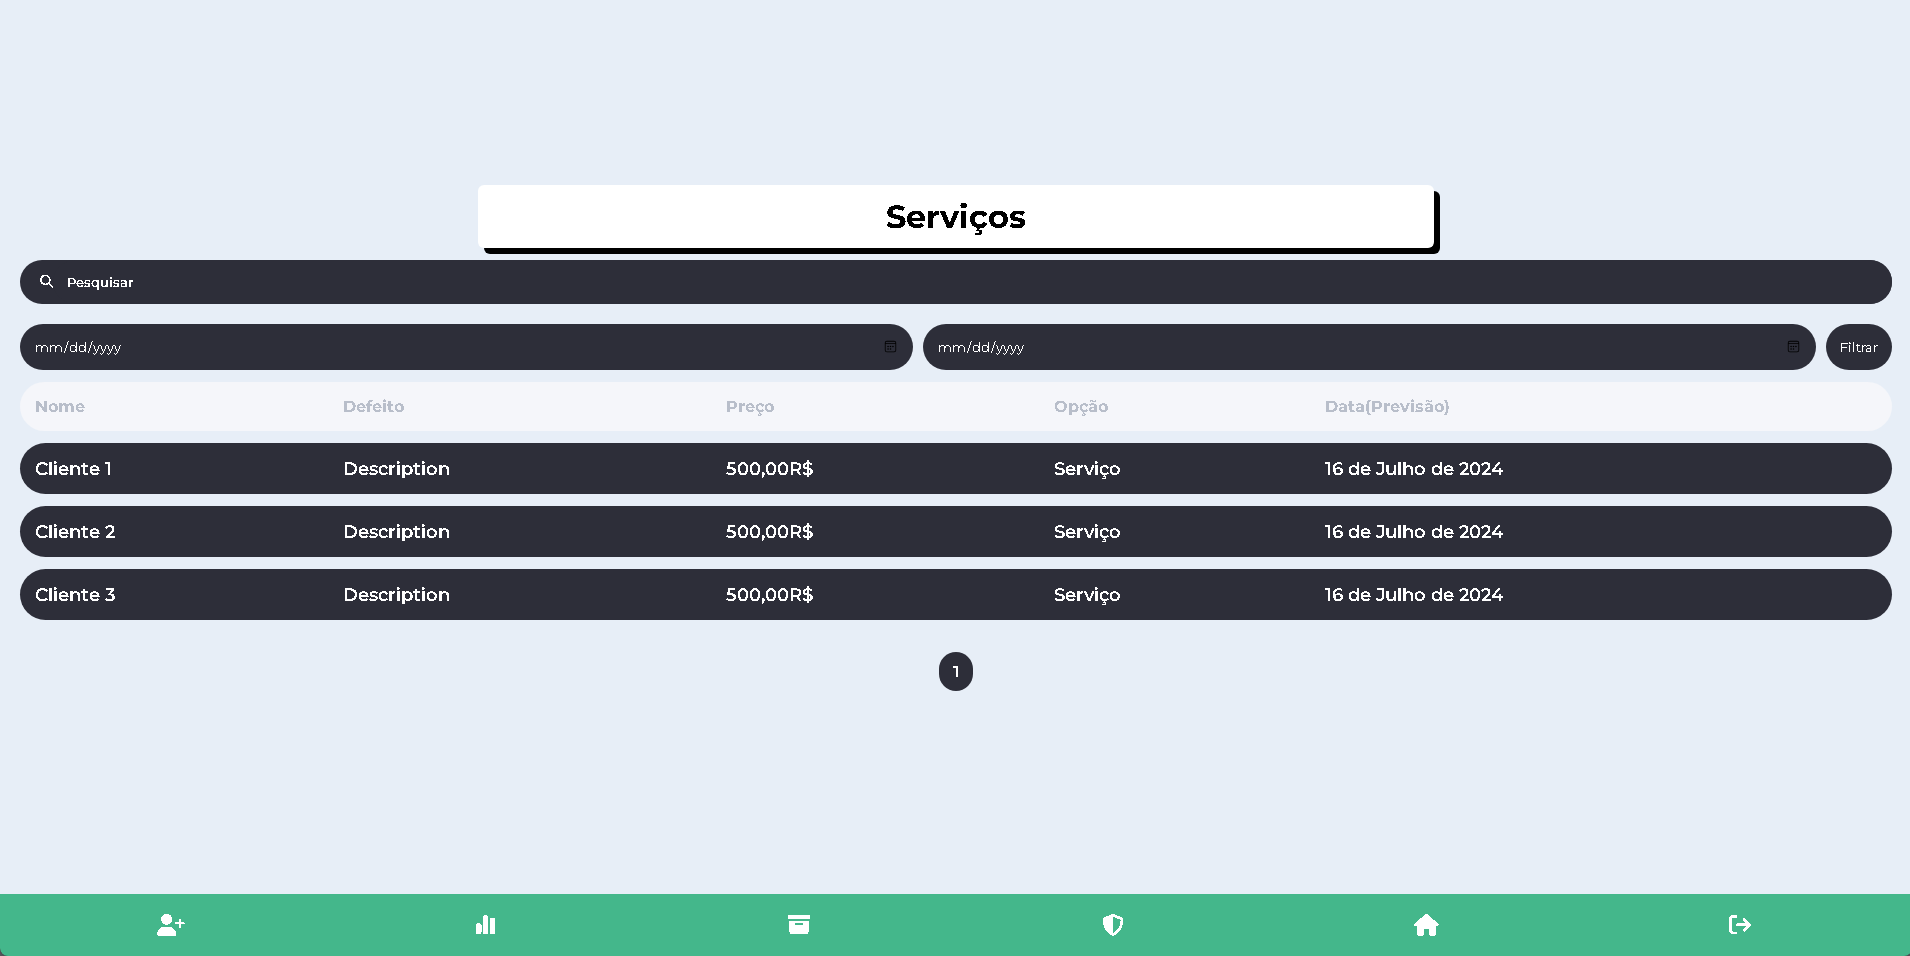 Serviços
Pesquisar
mm/dd/yyyy mm/dd/yyyy Filtrar
Nome Defeito Preço Opção Data(Previsão)
Cliente 1 Description 500,00R$ Serviço 16 de Julho de 2024
Cliente 2 Description 500,00R$ Serviço 16 de Julho de 2024
Cliente 3 Description 500,00R$ Serviço 16 de Julho de 2024
1